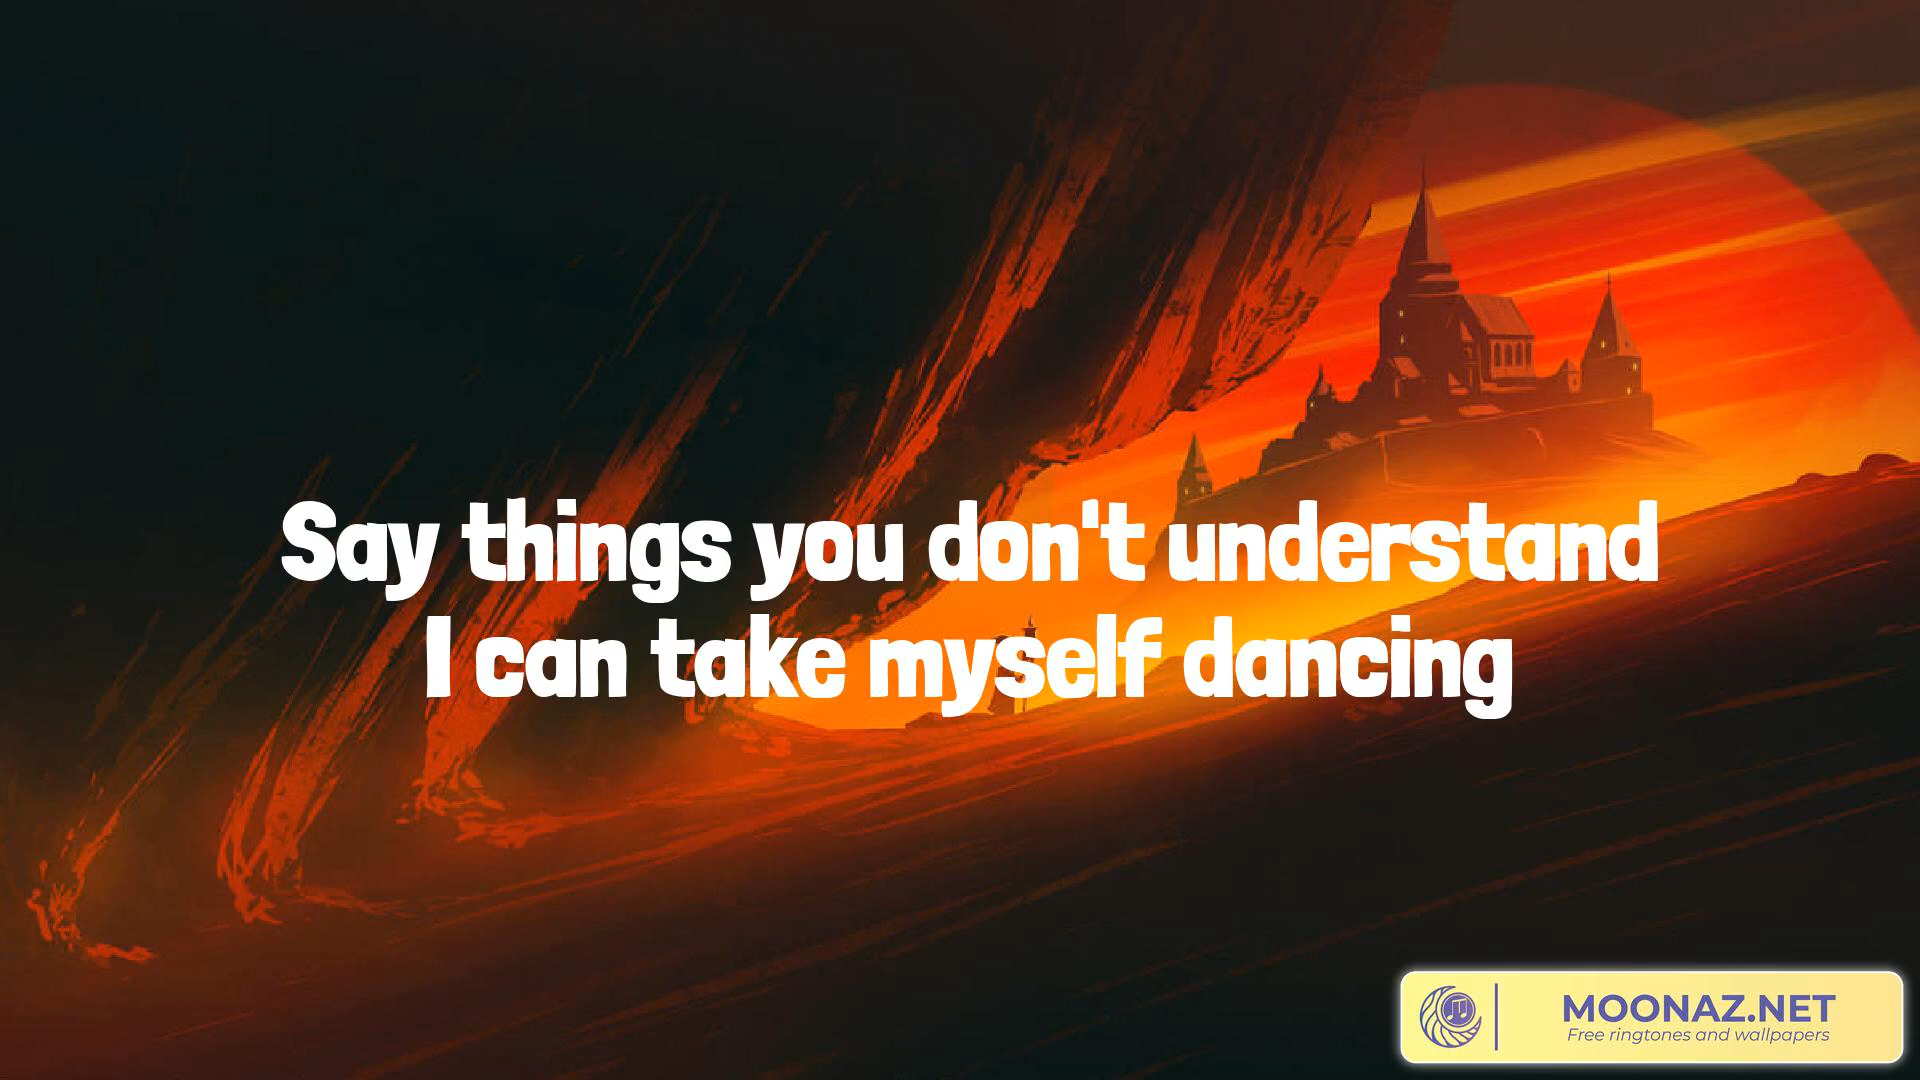 Say things you don't understand
I can take myself dancing
MOONAZ.NET
Free ringtones and wallpapers